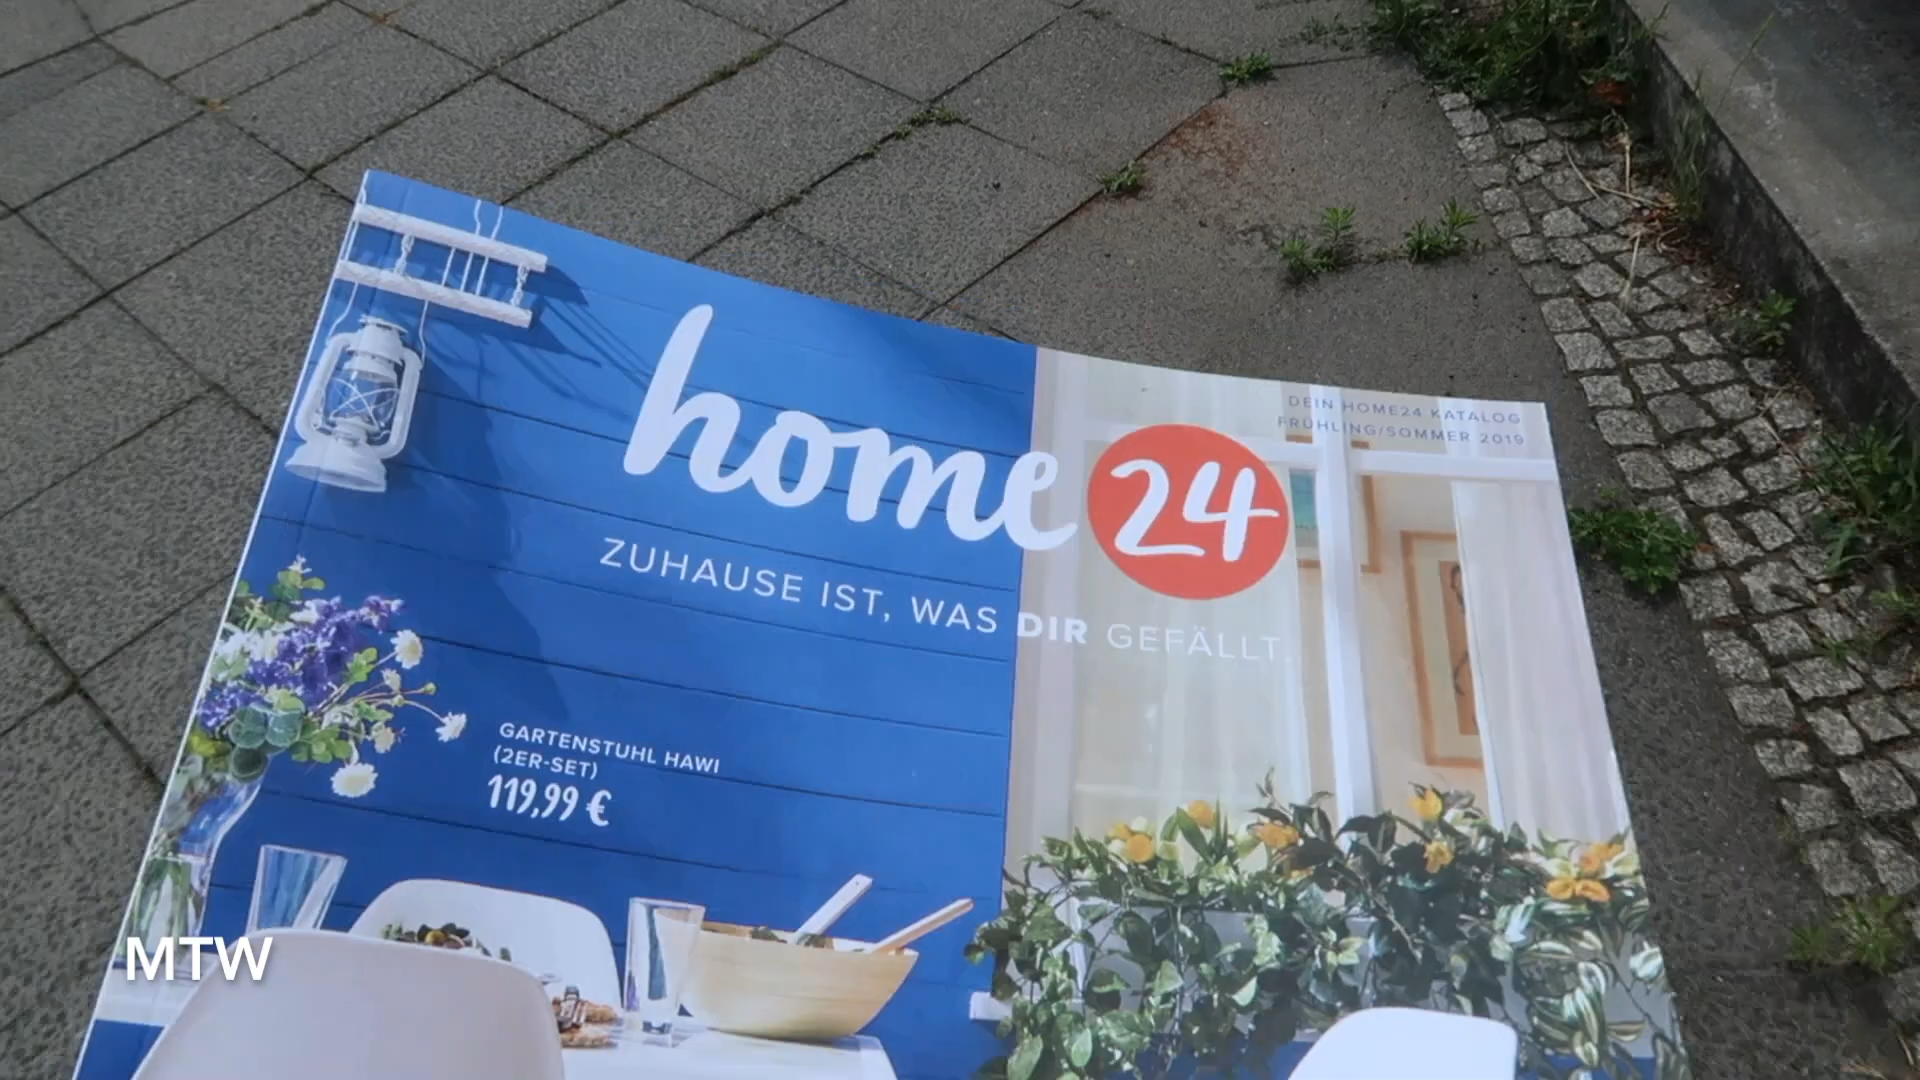 DEIN HOME24 KATALOG
FRÜHLING/SOMMER 2019
home24
ZUHAUSE IST, WAS DIR GEFÄLLT.
GARTENSTUHL HAWI
(2ER-SET)
119,99 €
MTW